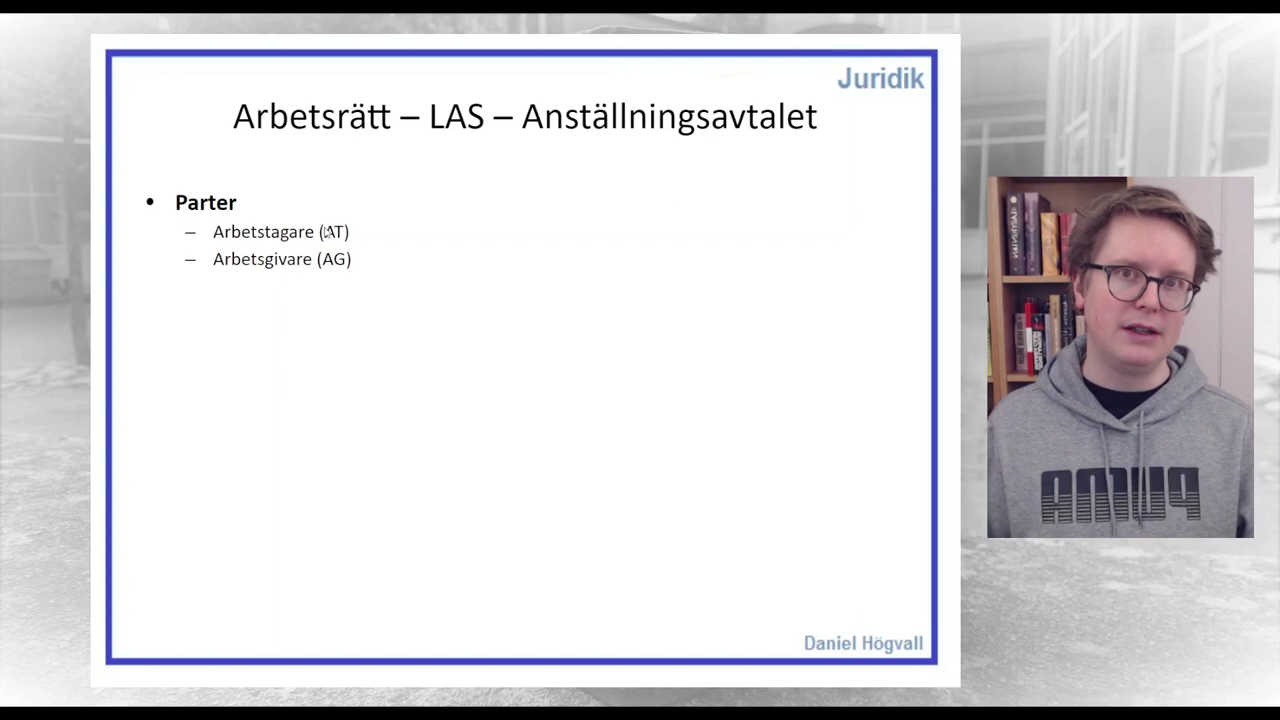 Juridik
Arbetsrätt – LAS – Anställningsavtalet
• Parter
– Arbetstagare (AT)
– Arbetsgivare (AG)
Daniel Högvall